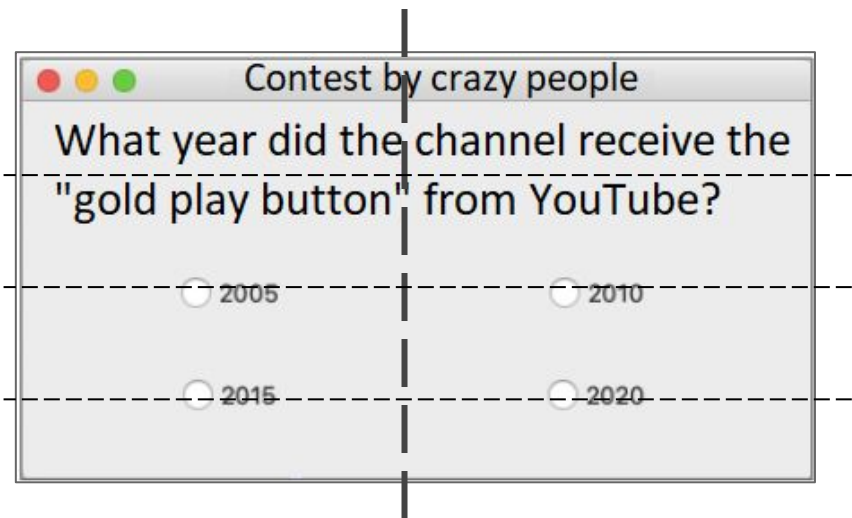 Contest by crazy people
What year did the channel receive the
"gold play button" from YouTube?
2005 2010
2015 2020